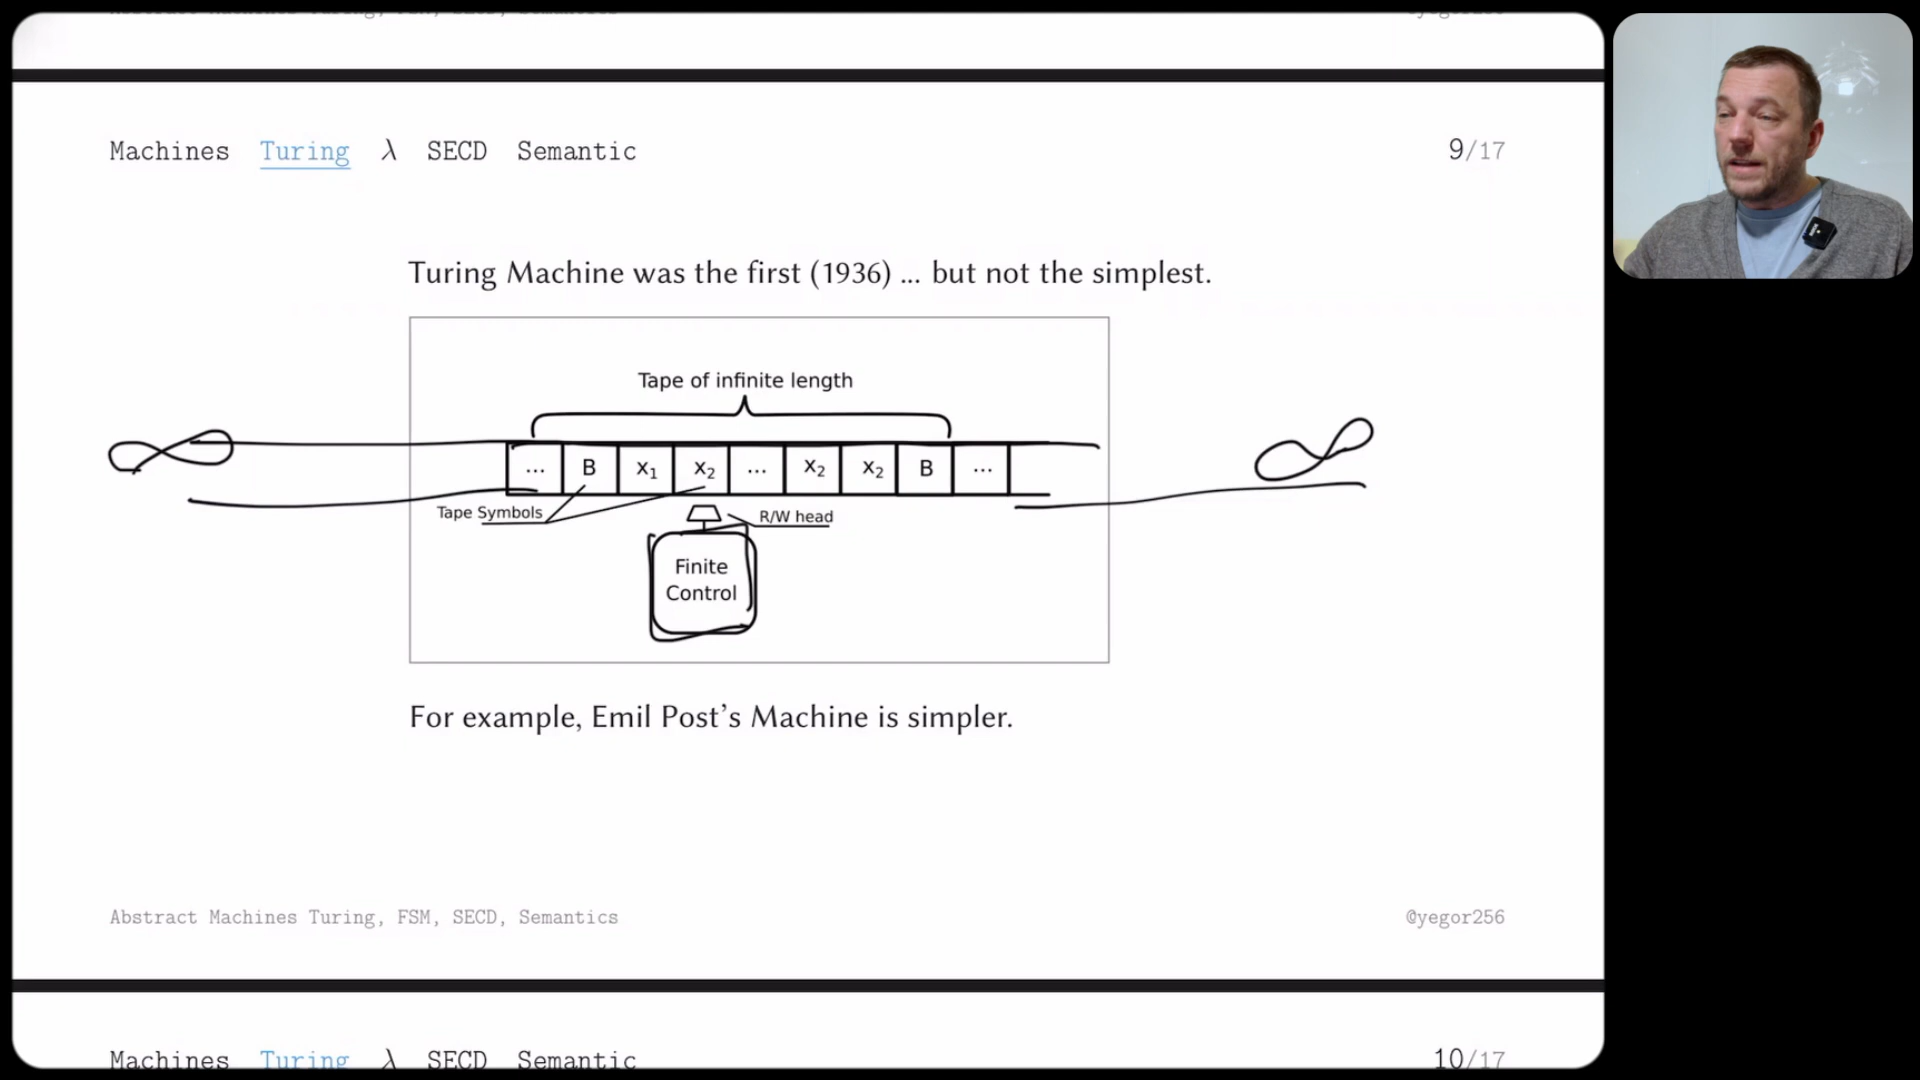 Machines Turing λ SECD Semantic 9/17
Turing Machine was the first (1936) ... but not the simplest.
Tape of infinite length
... B x₁ x₂ ... x₂ x₂ B ...
Tape Symbols
R/W head
Finite
Control
For example, Emil Post’s Machine is simpler.
Abstract Machines Turing, FSM, SECD, Semantics @yegor256
Machines Turing λ SECD Semantic 10/17